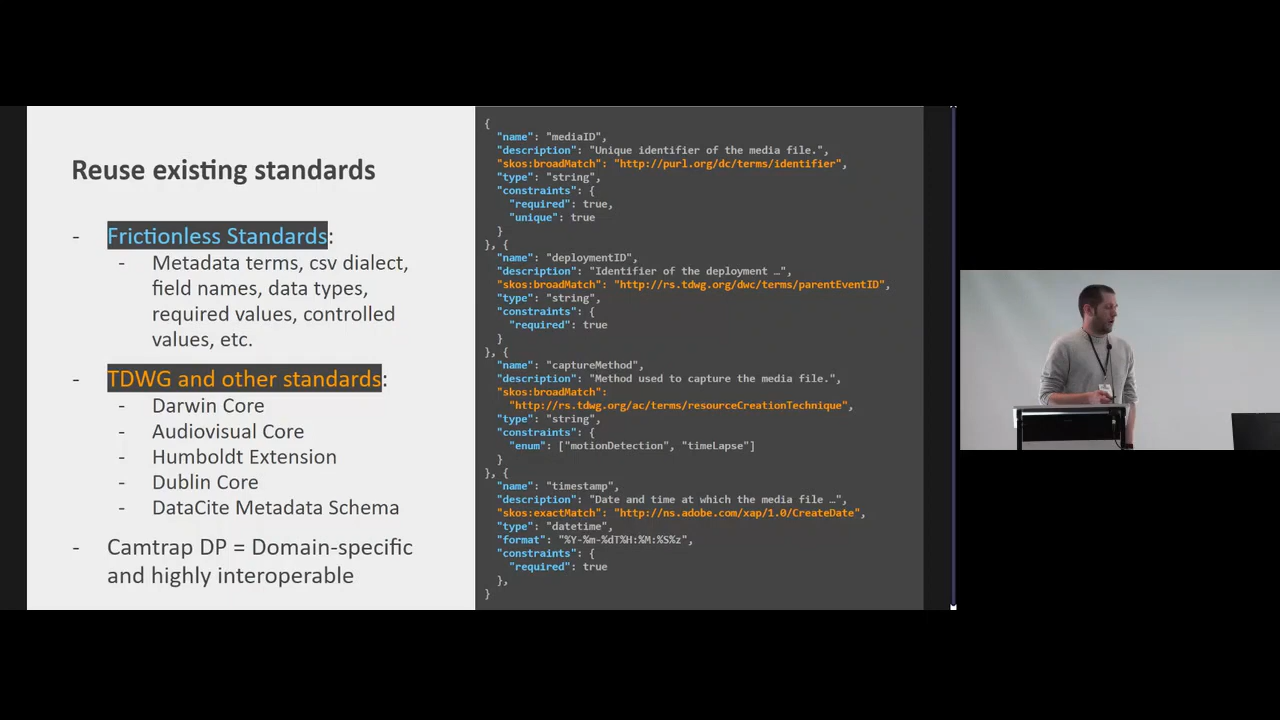 Reuse existing standards
- Frictionless Standards:
- Metadata terms, csv dialect,
field names, data types,
required values, controlled
values, etc.
- TDWG and other standards:
- Darwin Core
- Audiovisual Core
- Humboldt Extension
- Dublin Core
- DataCite Metadata Schema
- Camtrap DP = Domain-specific
and highly interoperable
{
"name": "mediaID",
"description": "Unique identifier of the media file.",
"skos:broadMatch": "http://purl.org/dc/terms/identifier",
"type": "string",
"constraints": {
"required": true,
"unique": true
}
}, {
"name": "deploymentID",
"description": "Identifier of the deployment …",
"skos:broadMatch": "http://rs.tdwg.org/dwc/terms/parentEventID",
"type": "string",
"constraints": {
"required": true
}
}, {
"name": "captureMethod",
"description": "Method used to capture the media file.",
"skos:broadMatch":
"http://rs.tdwg.org/ac/terms/resourceCreationTechnique",
"type": "string",
"constraints": {
"enum": ["motionDetection", "timeLapse"]
}
}, {
"name": "timestamp",
"description": "Date and time at which the media file …",
"skos:exactMatch": "http://ns.adobe.com/xap/1.0/CreateDate",
"type": "datetime",
"format": "%Y-%m-%dT%H:%M:%S%z",
"constraints": {
"required": true
},
}